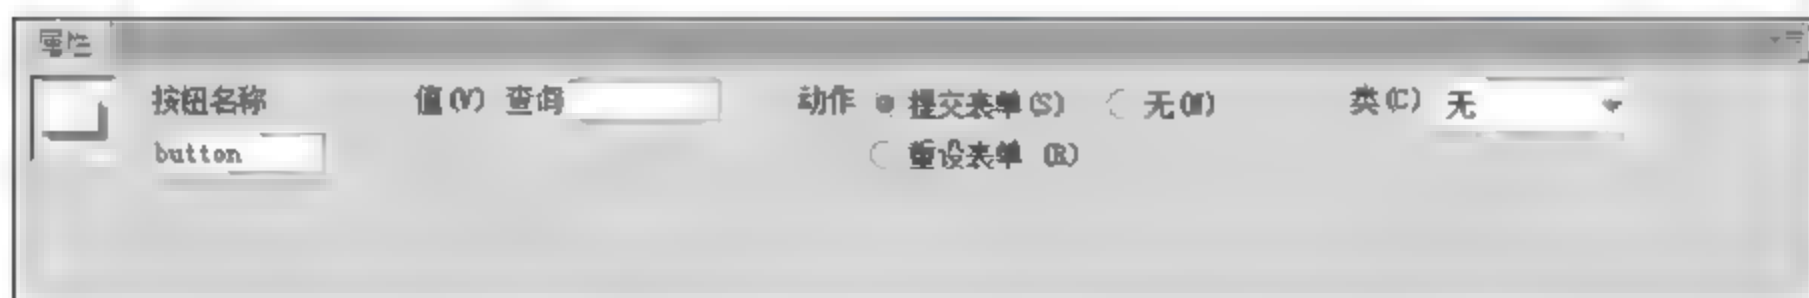 属性
按钮名称 值(V) 查询 动作 提交表单(S) 无(N) 类(C) 无
button 重设表单 (R)